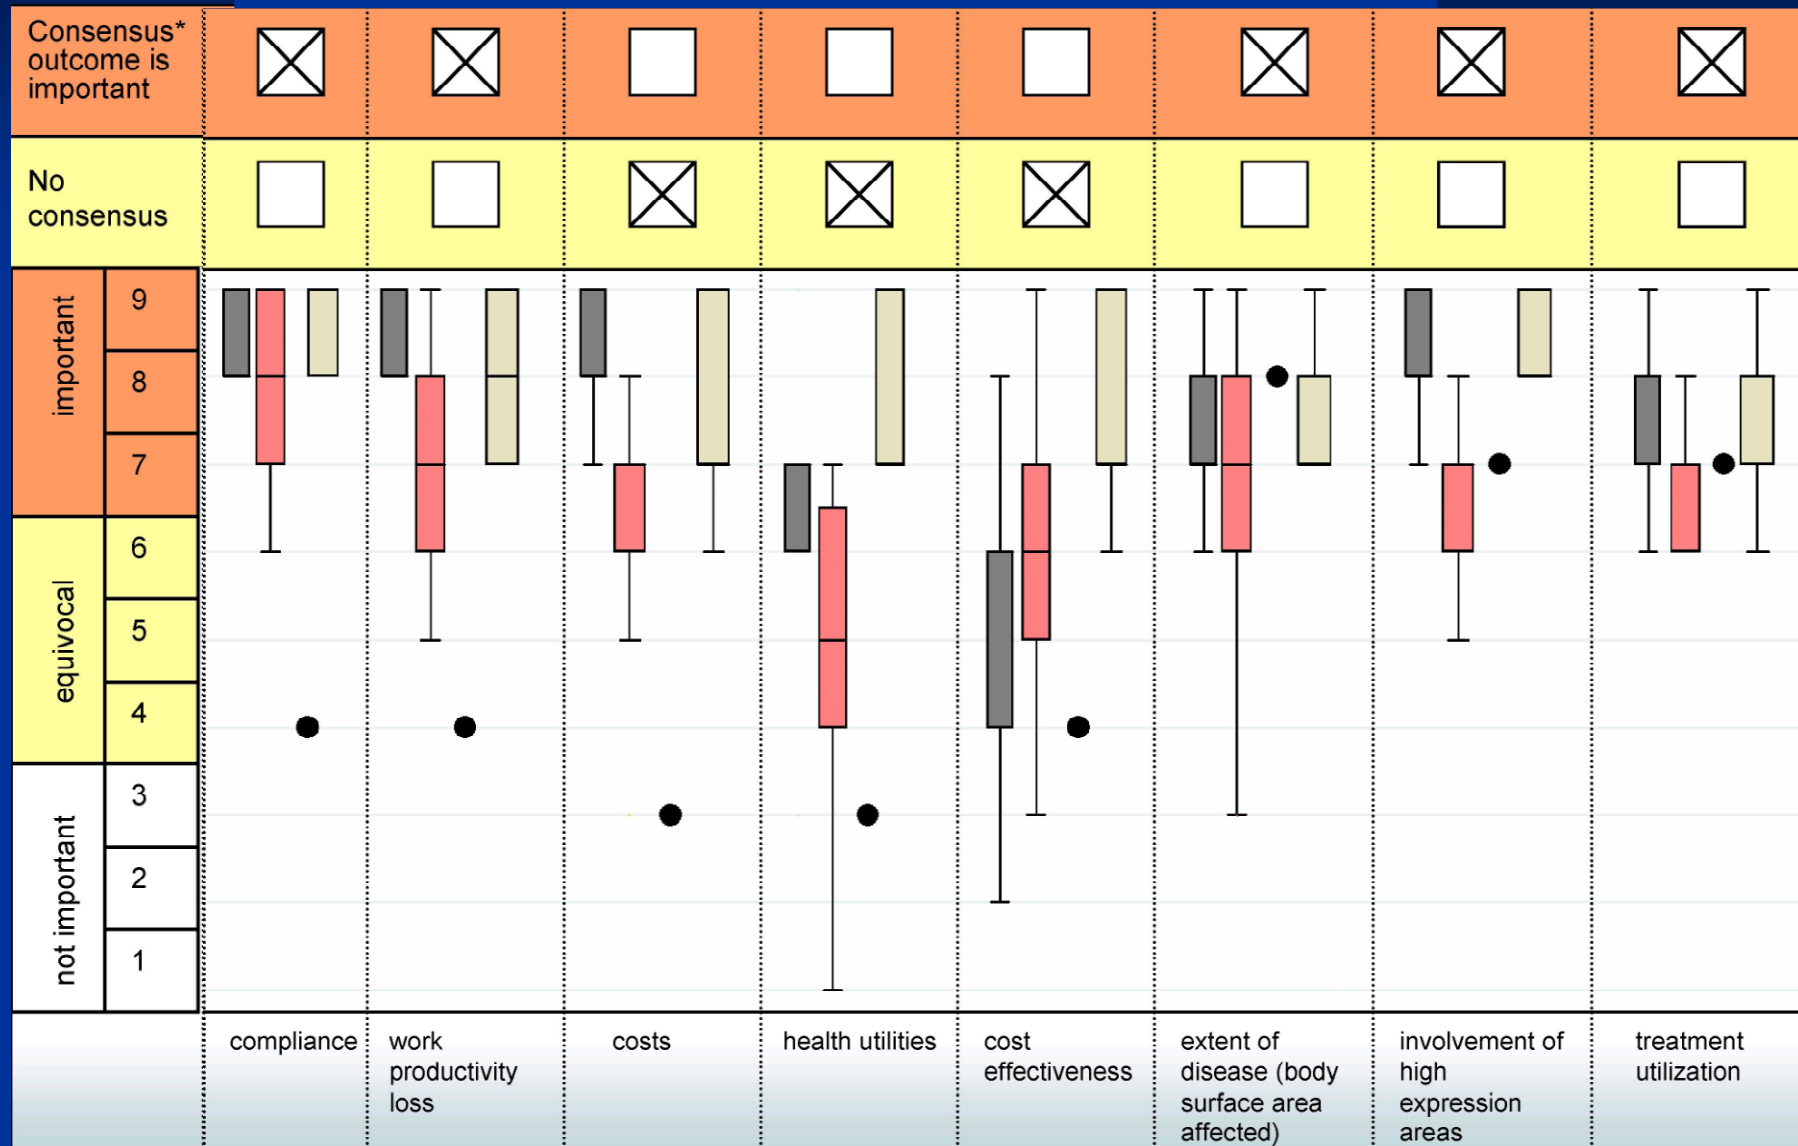 Consensus*
outcome is
important
No
consensus
important
9
8
7
equivocal
6
5
4
not important
3
2
1
compliance
work
productivity
loss
costs
health utilities
cost
effectiveness
extent of
disease (body
surface area
affected)
involvement of
high
expression
areas
treatment
utilization